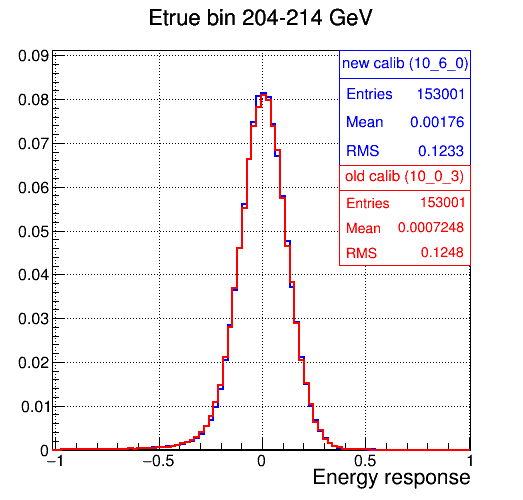 Etrue bin 204-214 GeV
new calib (10_6_0)
Entries 153001
Mean 0.00176
RMS 0.1233
old calib (10_0_3)
Entries 153001
Mean 0.0007248
RMS 0.1248
0.09
0.08
0.07
0.06
0.05
0.04
0.03
0.02
0.01
0
−1 −0.5 0 0.5 1
Energy response